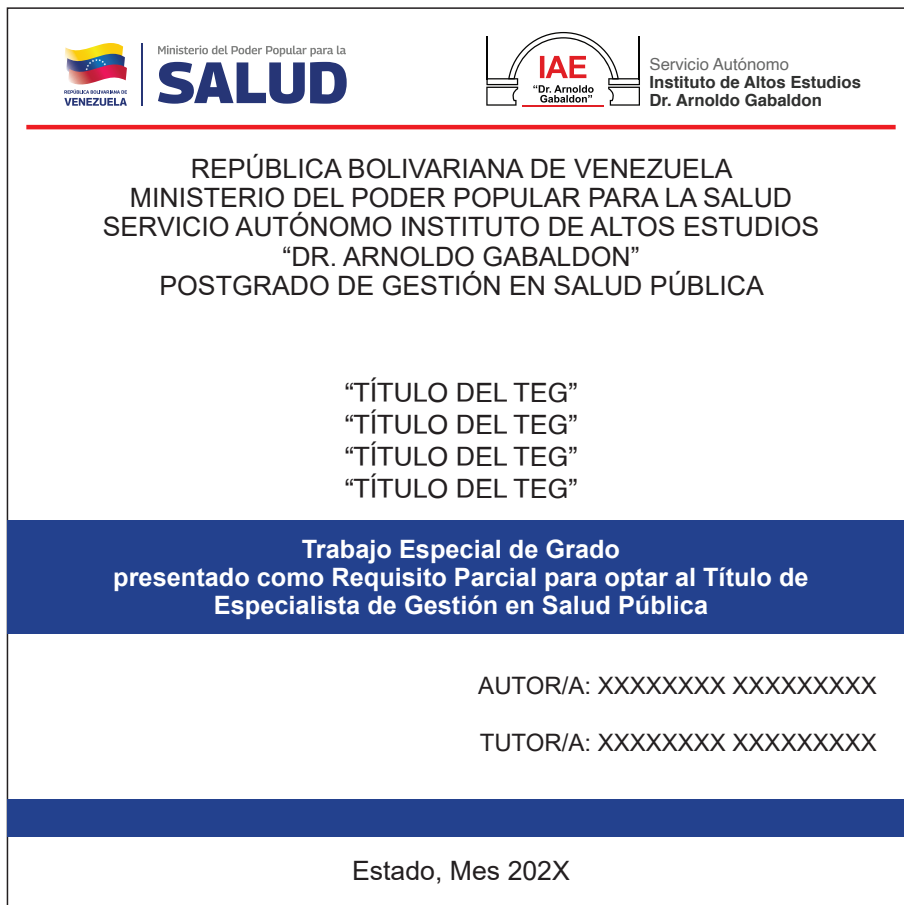 REPÚBLICA BOLIVARIANA DE
VENEZUELA
Ministerio del Poder Popular para la
SALUD
IAE
“Dr. Arnoldo
Gabaldon”
Servicio Autónomo
Instituto de Altos Estudios
Dr. Arnoldo Gabaldon
REPÚBLICA BOLIVARIANA DE VENEZUELA
MINISTERIO DEL PODER POPULAR PARA LA SALUD
SERVICIO AUTÓNOMO INSTITUTO DE ALTOS ESTUDIOS
“DR. ARNOLDO GABALDON”
POSTGRADO DE GESTIÓN EN SALUD PÚBLICA
“TÍTULO DEL TEG”
“TÍTULO DEL TEG”
“TÍTULO DEL TEG”
“TÍTULO DEL TEG”
Trabajo Especial de Grado
presentado como Requisito Parcial para optar al Título de
Especialista de Gestión en Salud Pública
AUTOR/A: XXXXXXXX XXXXXXXXX
TUTOR/A: XXXXXXXX XXXXXXXXX
Estado, Mes 202X